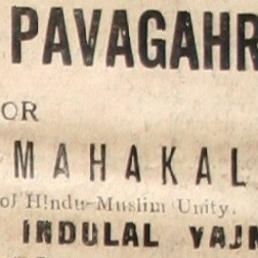 PAVAGAHR
OR
MAHAKAL
of Hindu-Muslim Unity.
INDULAL YAJN